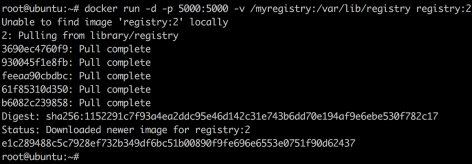 root@ubuntu:~# docker run -d -p 5000:5000 -v /myregistry:/var/lib/registry registry:2
Unable to find image 'registry:2' locally
2: Pulling from library/registry
3690ec4760f9: Pull complete
930045f1e8fb: Pull complete
feeaa90cbdbc: Pull complete
61f85310d350: Pull complete
b6082c239858: Pull complete
Digest: sha256:1152291c7f93a4ea2ddc95e46d142c31e743b6dd70e194af9e6ebe530f782c17
Status: Downloaded newer image for registry:2
e1c289488c5c7928ef732b349df6bc51b00890f9fe696e6553e0751f90d62437
root@ubuntu:~#